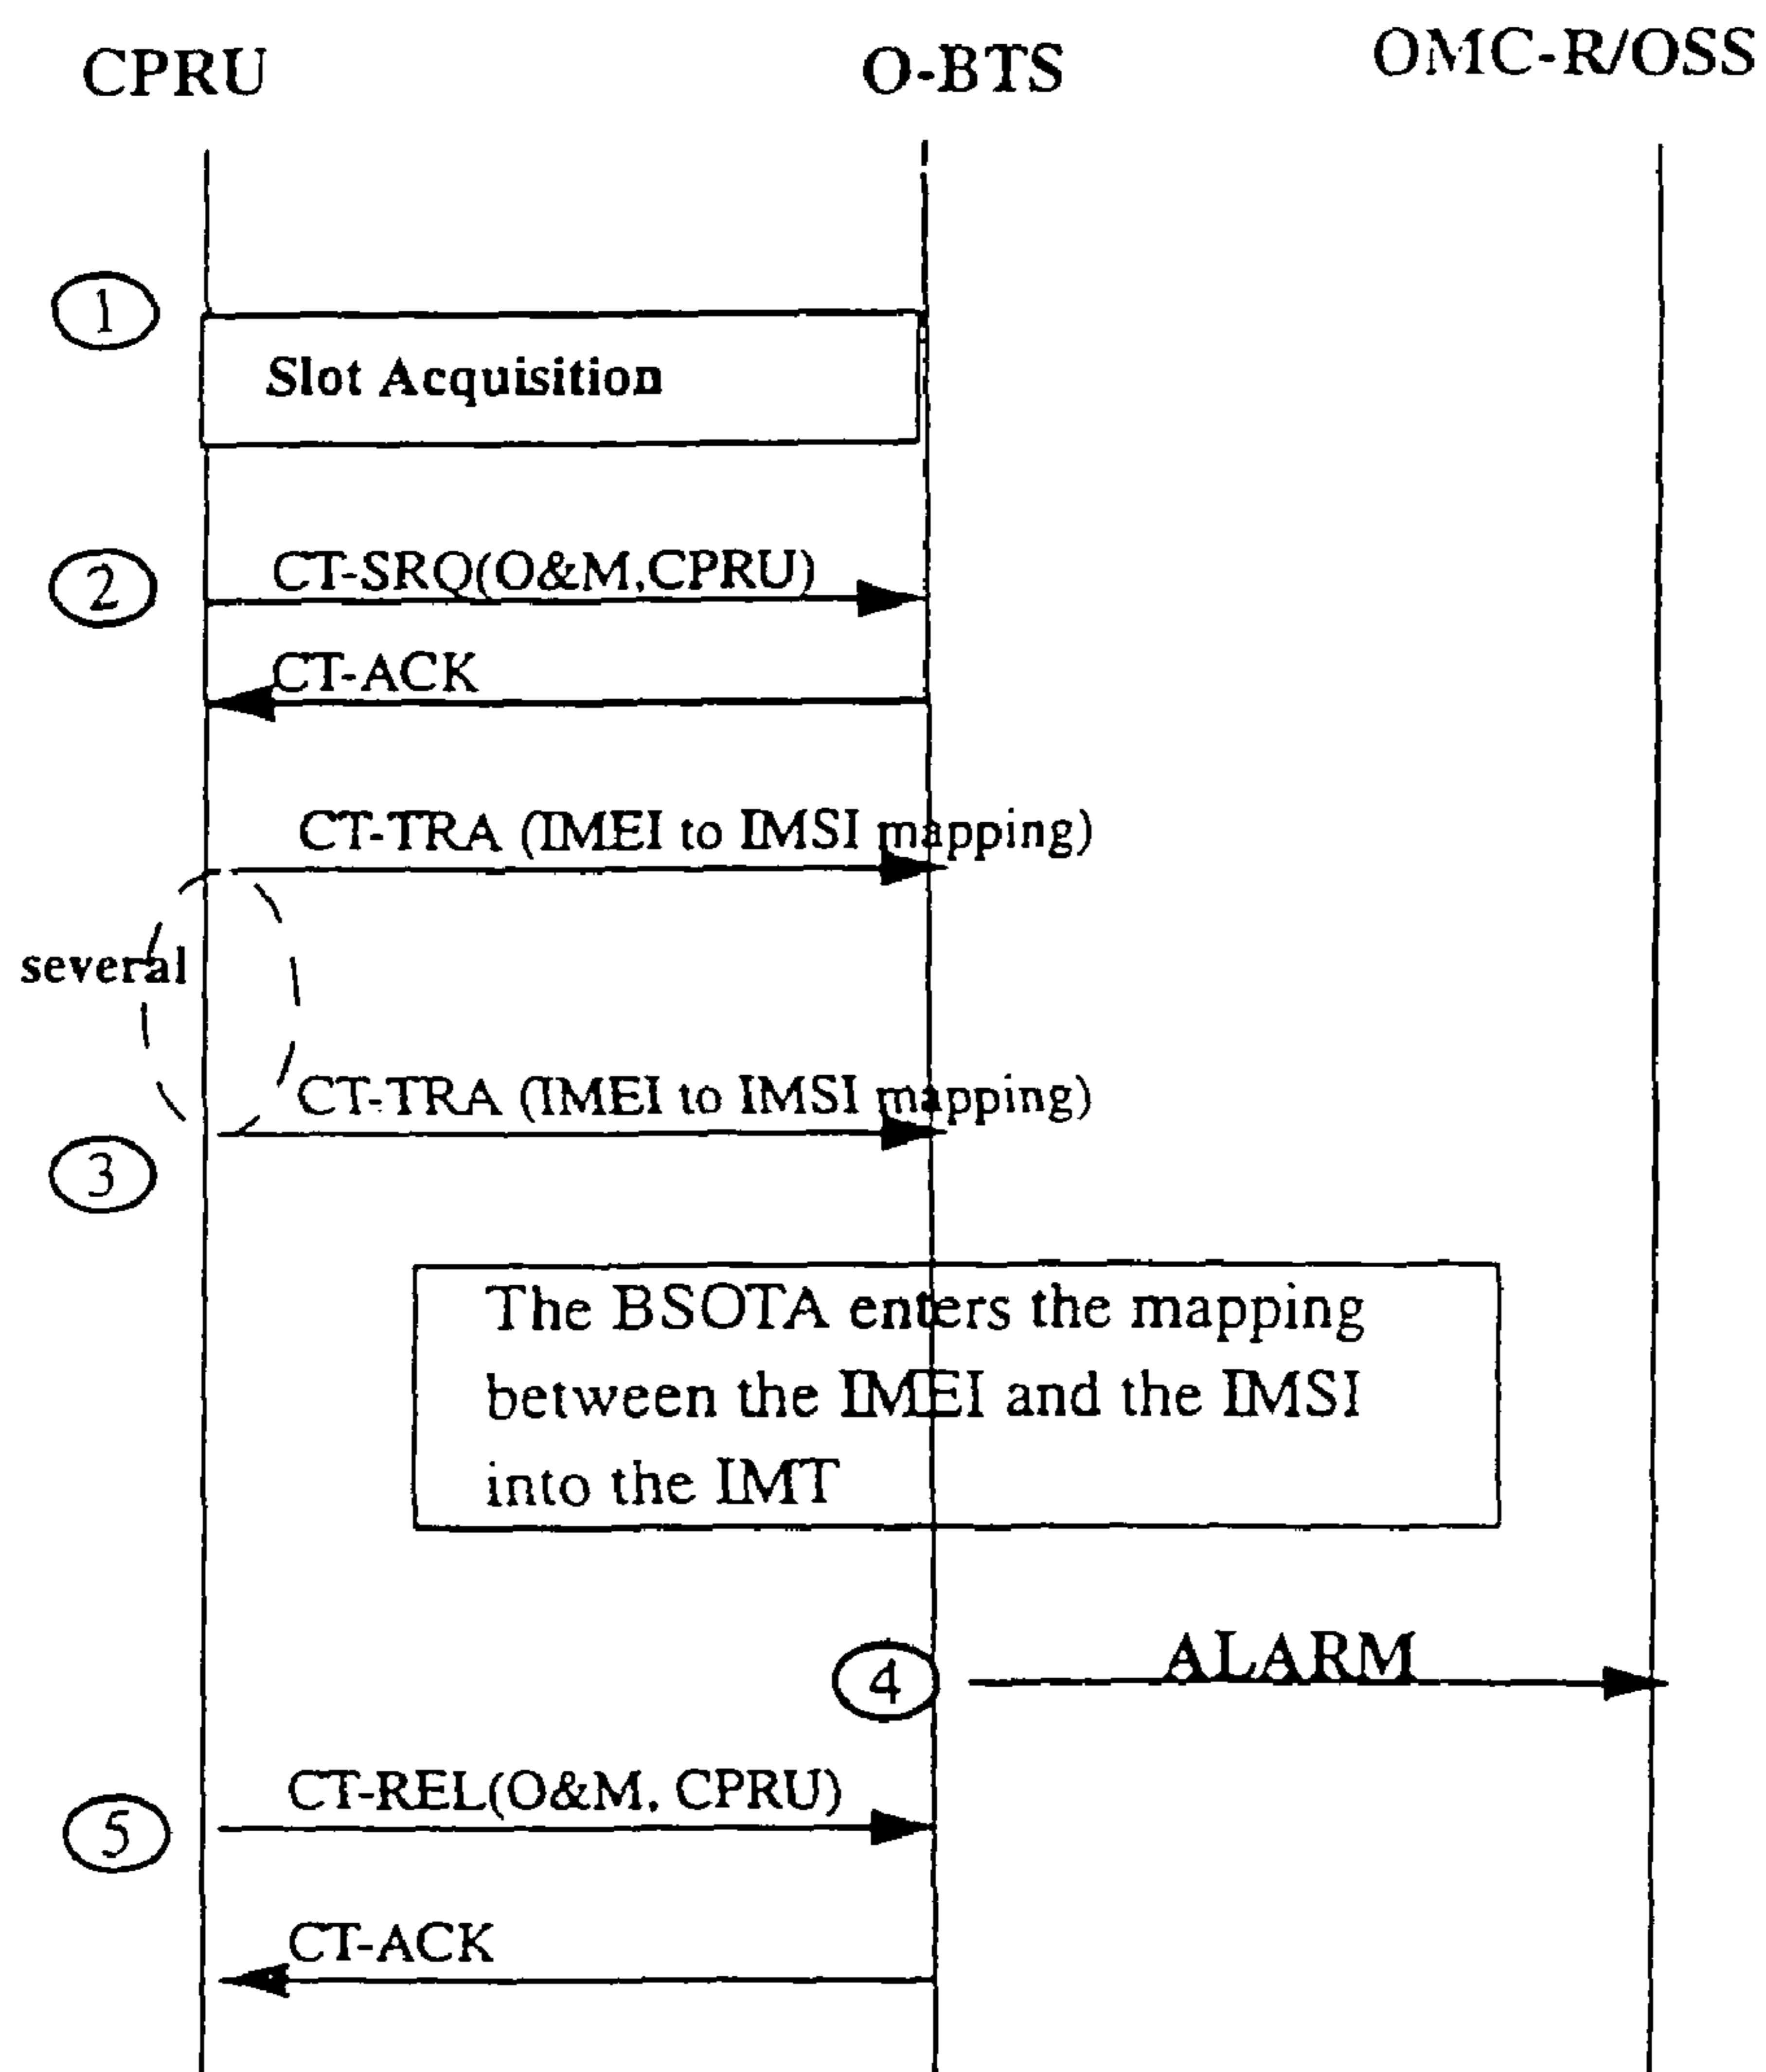 CPRU O-BTS OMC-R/OSS
1
Slot Acquisition
2
CT-SRQ(O&M,CPRU)
CT-ACK
CT-TRA (IMEI to IMSI mapping)
several
CT-TRA (IMEI to IMSI mapping)
3
The BSOTA enters the mapping
between the IMEI and the IMSI
into the IMT
4
ALARM
CT-REL(O&M, CPRU)
5
CT-ACK